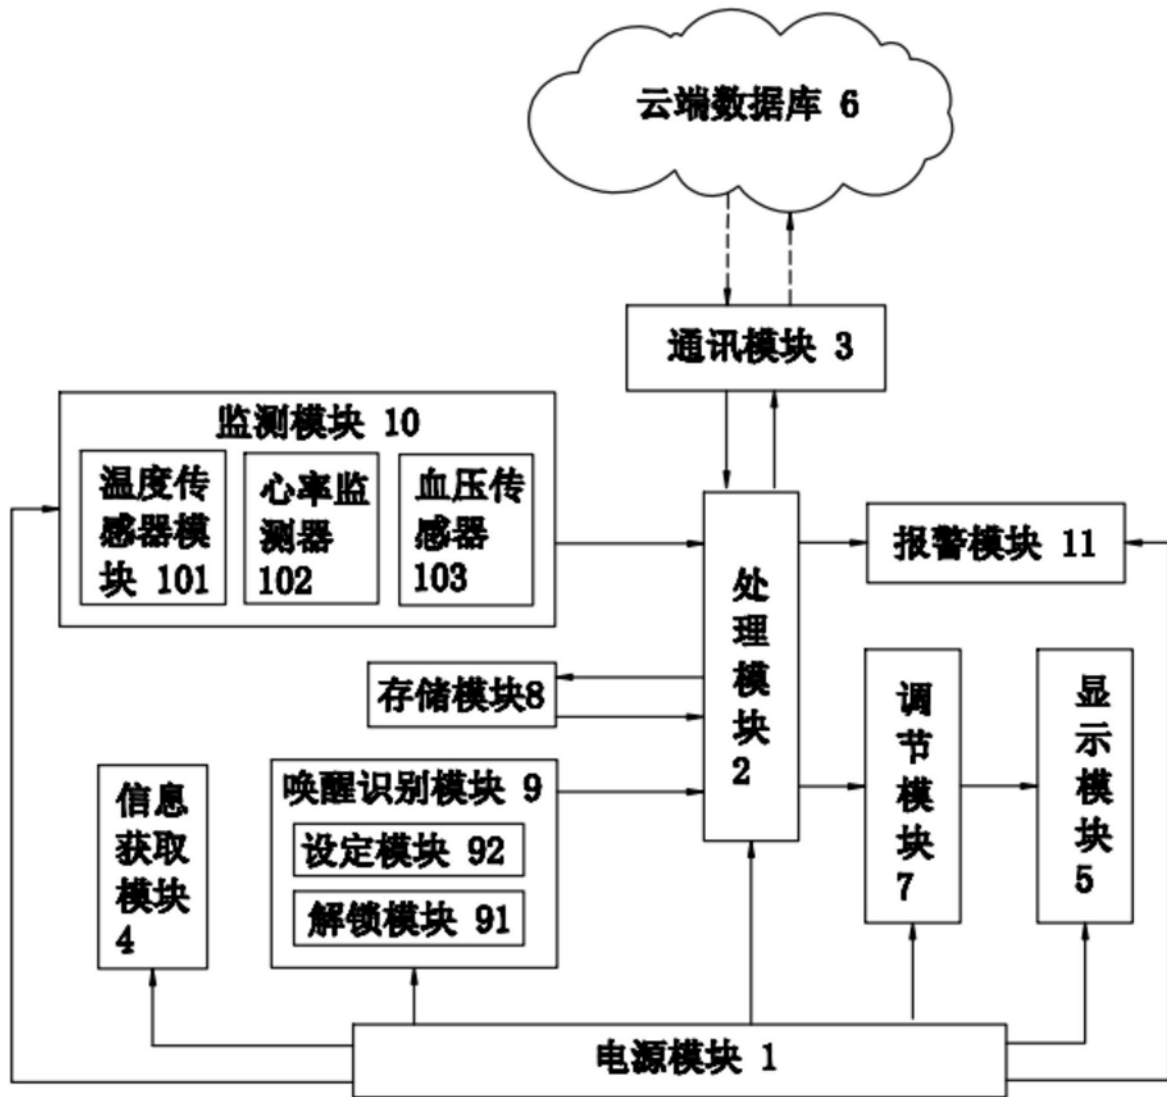 云端数据库 6
通讯模块 3
监测模块 10
温度传
感器模
块 101
心率监
测器
102
血压传
感器
103
处
理
模
块
2
报警模块 11
存储模块8
调
节
模
块
7
显
示
模
块
5
信息
获取
模块
4
唤醒识别模块 9
设定模块 92
解锁模块 91
电源模块 1